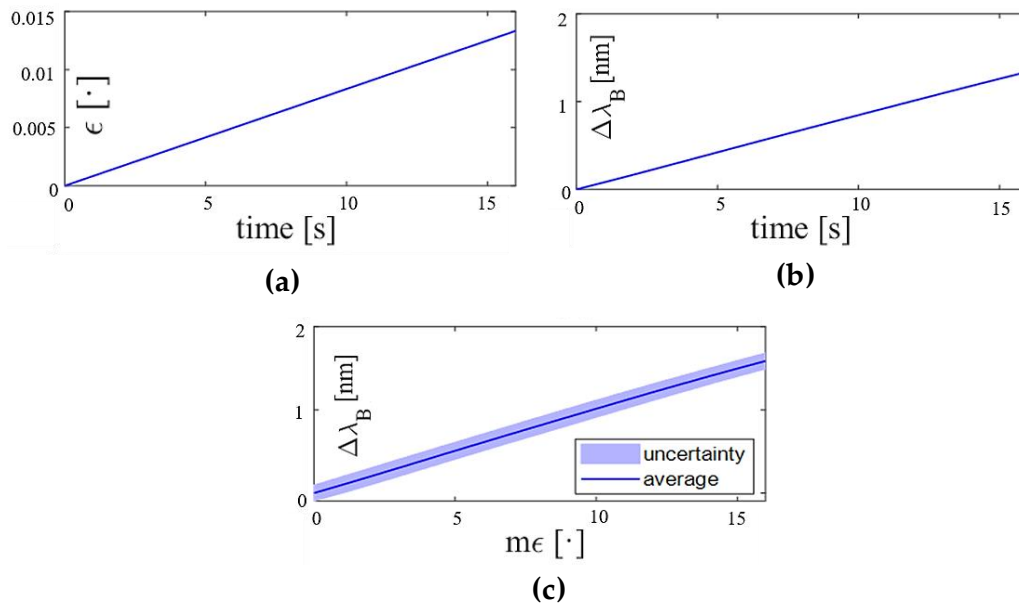 0.015
0.01
0.005
0
ϵ [·]
0
5
10
15
time [s]
(a)
2
1
0
Δλ_B [nm]
0
5
10
15
time [s]
(b)
2
1
0
Δλ_B [nm]
uncertainty
average
0
5
10
15
mϵ [·]
(c)